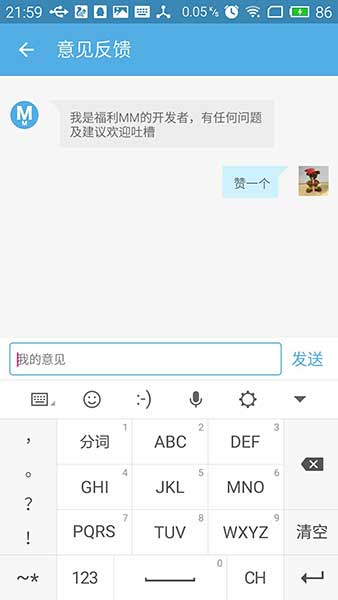 21:59 0.05 K/s 86
意见反馈
M
M
我是福利MM的开发者，有任何问题
及建议欢迎吐槽
赞一个
我的意见 发送
:-)
， 分词 1 ABC 2 DEF 3
。 GHI 4 JKL 5 MNO 6
？ PQRS 7 TUV 8 WXYZ 9 清空
！
~* 123 0 CH